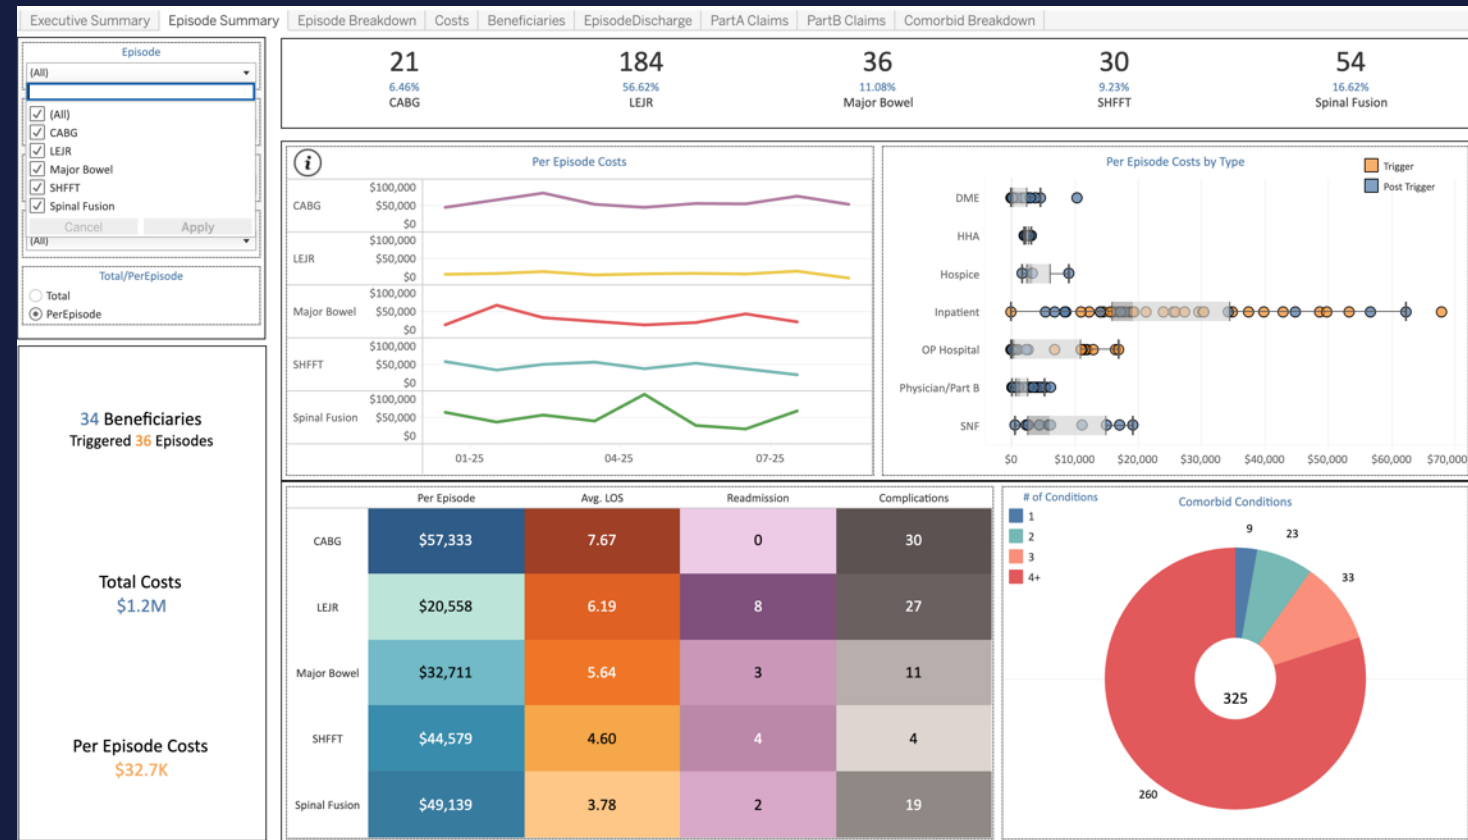 Executive Summary Episode Summary Episode Breakdown Costs Beneficiaries EpisodeDischarge PartA Claims PartB Claims Comorbid Breakdown
Episode
(All)
(All)
CABG
LEJR
Major Bowel
SHFFT
Spinal Fusion
Cancel Apply
(All)
Total/PerEpisode
Total
PerEpisode
34 Beneficiaries
Triggered 36 Episodes
Total Costs
$1.2M
Per Episode Costs
$32.7K
21 184 36 30 54
6.46% 56.62% 11.08% 9.23% 16.62%
CABG LEJR Major Bowel SHFFT Spinal Fusion
i
Per Episode Costs
CABG
$100,000
$50,000
$0
LEJR
$100,000
$50,000
$0
Major Bowel
$100,000
$50,000
$0
SHFFT
$100,000
$50,000
$0
Spinal Fusion
$100,000
$50,000
$0
01-25 04-25 07-25
Per Episode Costs by Type
Trigger
Post Trigger
DME
HHA
Hospice
Inpatient
OP Hospital
Physician/Part B
SNF
$0 $10,000 $20,000 $30,000 $40,000 $50,000 $60,000 $70,000
Per Episode Avg. LOS Readmission Complications
CABG $57,333 7.67 0 30
LEJR $20,558 6.19 8 27
Major Bowel $32,711 5.64 3 11
SHFFT $44,579 4.60 4 4
Spinal Fusion $49,139 3.78 2 19
# of Conditions
1
2
3
4+
Comorbid Conditions
9
23
33
325
260